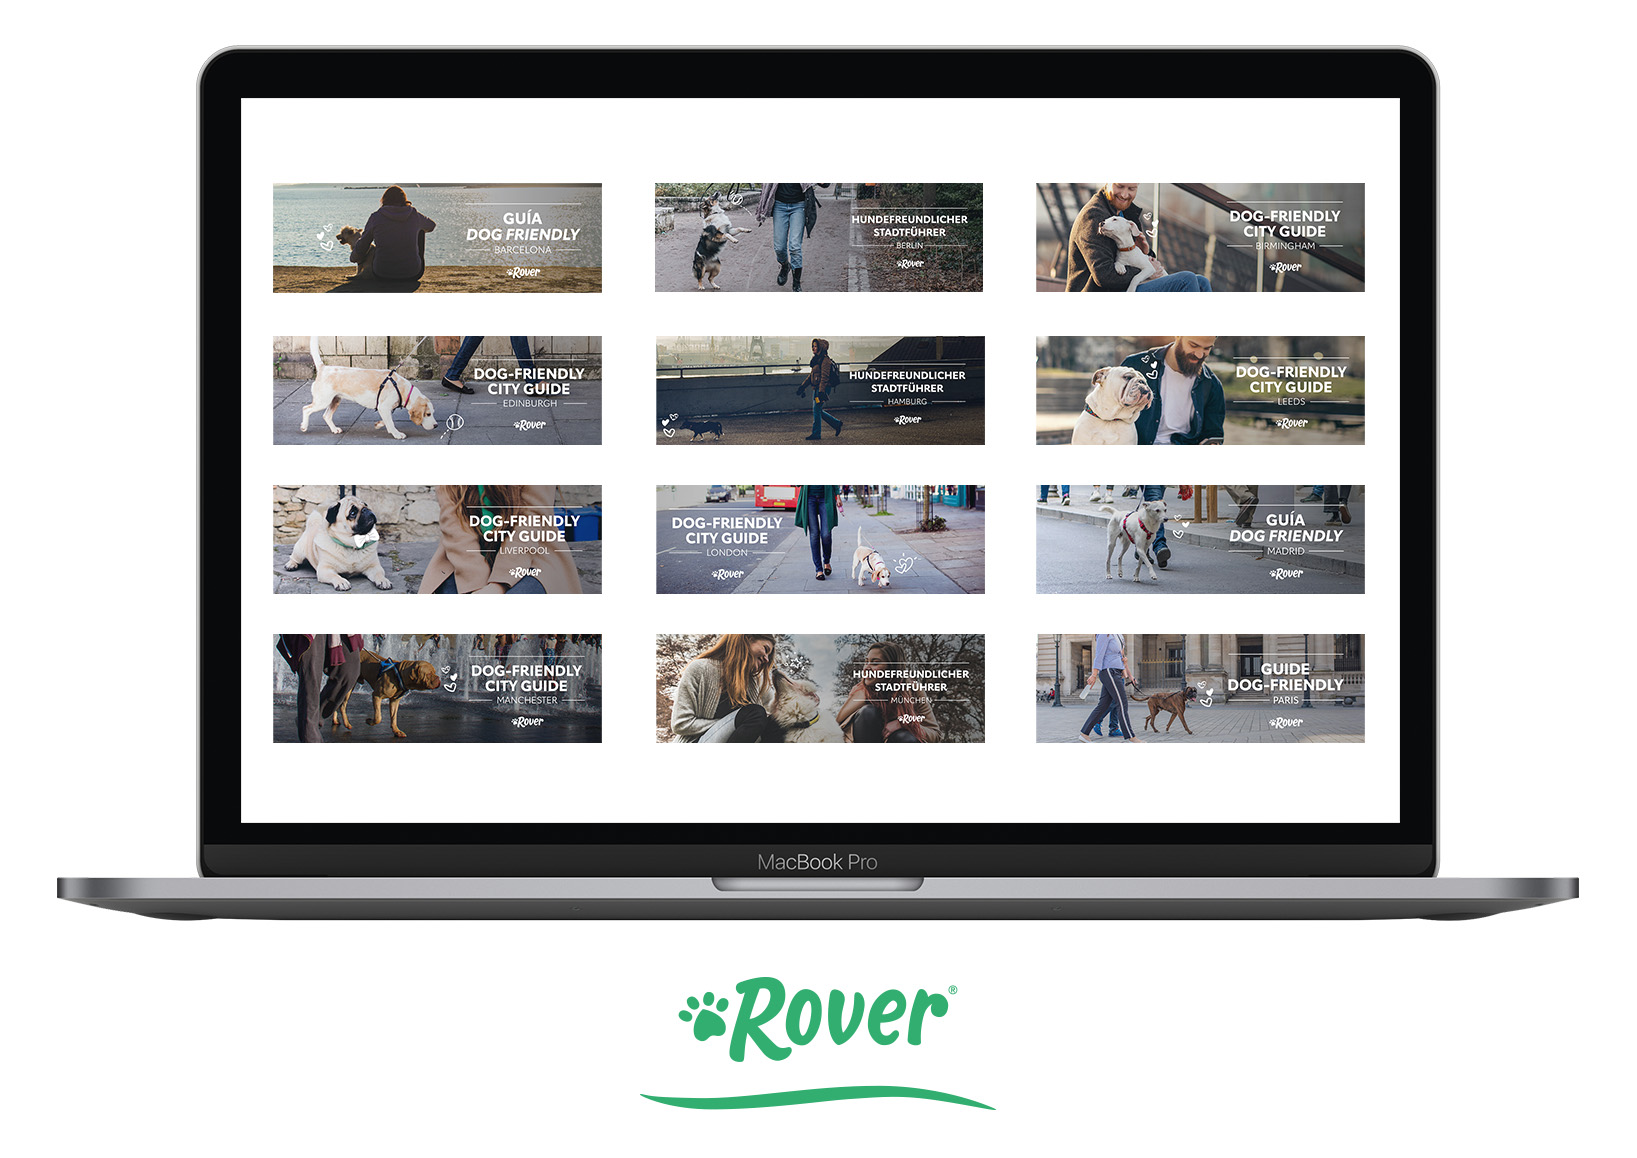 GUÍA
DOG FRIENDLY
BARCELONA
Rover
HUNDEFREUNDLICHER
STADTFÜHRER
BERLIN
Rover
DOG-FRIENDLY
CITY GUIDE
BIRMINGHAM
Rover
DOG-FRIENDLY
CITY GUIDE
EDINBURGH
Rover
HUNDEFREUNDLICHER
STADTFÜHRER
HAMBURG
Rover
DOG-FRIENDLY
CITY GUIDE
LEEDS
Rover
DOG-FRIENDLY
CITY GUIDE
LIVERPOOL
Rover
DOG-FRIENDLY
CITY GUIDE
LONDON
Rover
GUÍA
DOG FRIENDLY
MADRID
Rover
DOG-FRIENDLY
CITY GUIDE
MANCHESTER
Rover
HUNDEFREUNDLICHER
STADTFÜHRER
MÜNCHEN
Rover
GUIDE
DOG-FRIENDLY
PARIS
Rover
MacBook Pro
Rover®